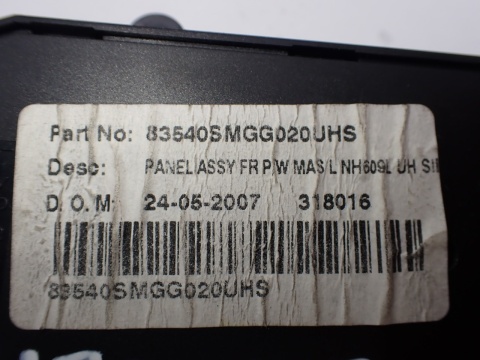 Part No: 83540SMGG020UHS
Desc: PANEL ASSY FR P/W MAS/L NH609L UH
D. O. M: 24-05-2007 318016
83540SMGG020UHS